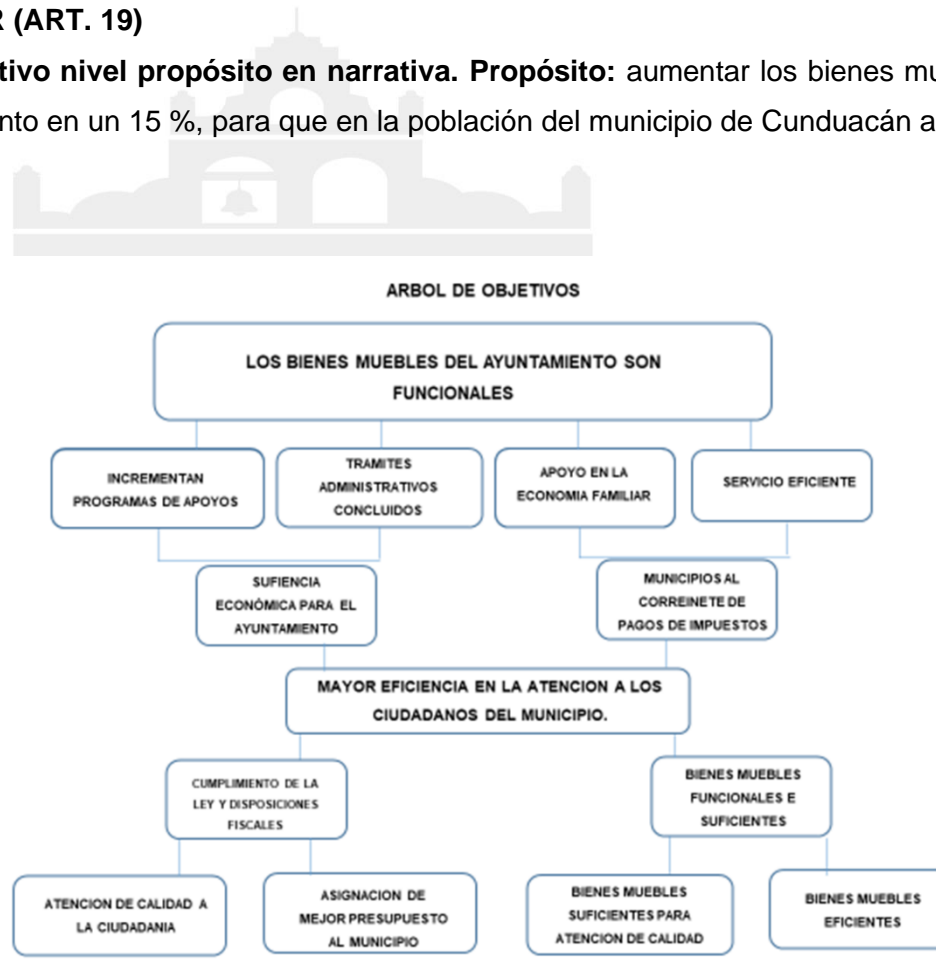 R (ART. 19)
tivo nivel propósito en narrativa. Propósito: aumentar los bienes mu
nto en un 15 %, para que en la población del municipio de Cunduacán a
ARBOL DE OBJETIVOS
LOS BIENES MUEBLES DEL AYUNTAMIENTO SON
FUNCIONALES
INCREMENTAN
PROGRAMAS DE APOYOS
TRAMITES
ADMINISTRATIVOS
CONCLUIDOS
APOYO EN LA
ECONOMIA FAMILIAR
SERVICIO EFICIENTE
SUFIENCIA
ECONÓMICA PARA EL
AYUNTAMIENTO
MUNICIPIOS AL
CORREINETE DE
PAGOS DE IMPUESTOS
MAYOR EFICIENCIA EN LA ATENCION A LOS
CIUDADANOS DEL MUNICIPIO.
CUMPLIMIENTO DE LA
LEY Y DISPOSICIONES
FISCALES
BIENES MUEBLES
FUNCIONALES E
SUFICIENTES
ATENCION DE CALIDAD A
LA CIUDADANIA
ASIGNACION DE
MEJOR PRESUPUESTO
AL MUNICIPIO
BIENES MUEBLES
SUFICIENTES PARA
ATENCION DE CALIDAD
BIENES MUEBLES
EFICIENTES